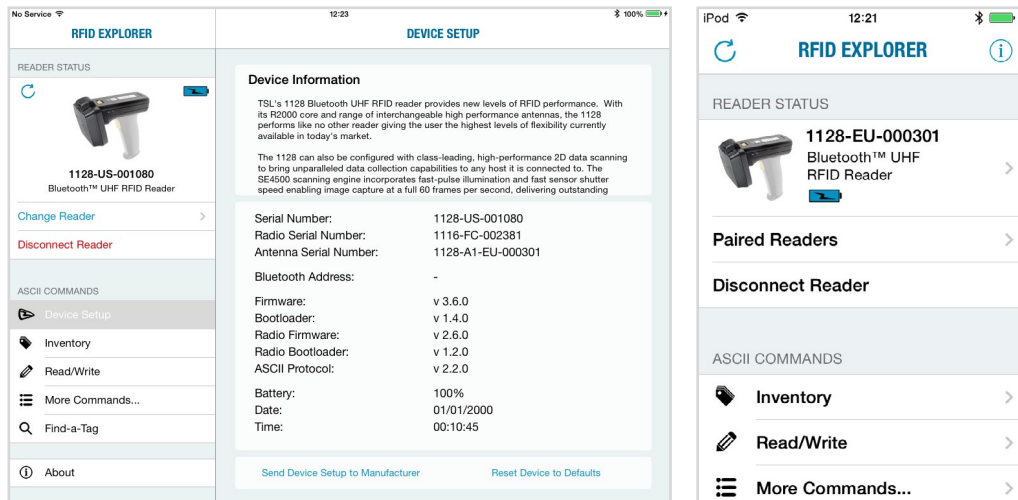 No Service
12:23
100%
RFID EXPLORER
DEVICE SETUP
READER STATUS
1128-US-001080
Bluetooth™ UHF RFID Reader
Change Reader
Disconnect Reader
ASCII COMMANDS
Device Setup
Inventory
Read/Write
More Commands...
Find-a-Tag
About
Device Information
TSL's 1128 Bluetooth UHF RFID reader provides new levels of RFID performance. With
its R2000 core and range of interchangeable high performance antennas, the 1128
performs like no other reader giving the user the highest levels of flexibility currently
available in today's market.
The 1128 can also be configured with class-leading, high-performance 2D data scanning
to bring unparalleled data collection capabilities to any host it is connected to. The
SE4500 scanning engine incorporates fast-pulse illumination and fast sensor shutter
speed enabling image capture at a full 60 frames per second, delivering outstanding
Serial Number: 1128-US-001080
Radio Serial Number: 1116-FC-002381
Antenna Serial Number: 1128-A1-EU-000301
Bluetooth Address: -
Firmware: v 3.6.0
Bootloader: v 1.4.0
Radio Firmware: v 2.6.0
Radio Bootloader: v 1.2.0
ASCII Protocol: v 2.2.0
Battery: 100%
Date: 01/01/2000
Time: 00:10:45
Send Device Setup to Manufacturer
Reset Device to Defaults
iPod
12:21
RFID EXPLORER
READER STATUS
1128-EU-000301
Bluetooth™ UHF
RFID Reader
Paired Readers
Disconnect Reader
ASCII COMMANDS
Inventory
Read/Write
More Commands...